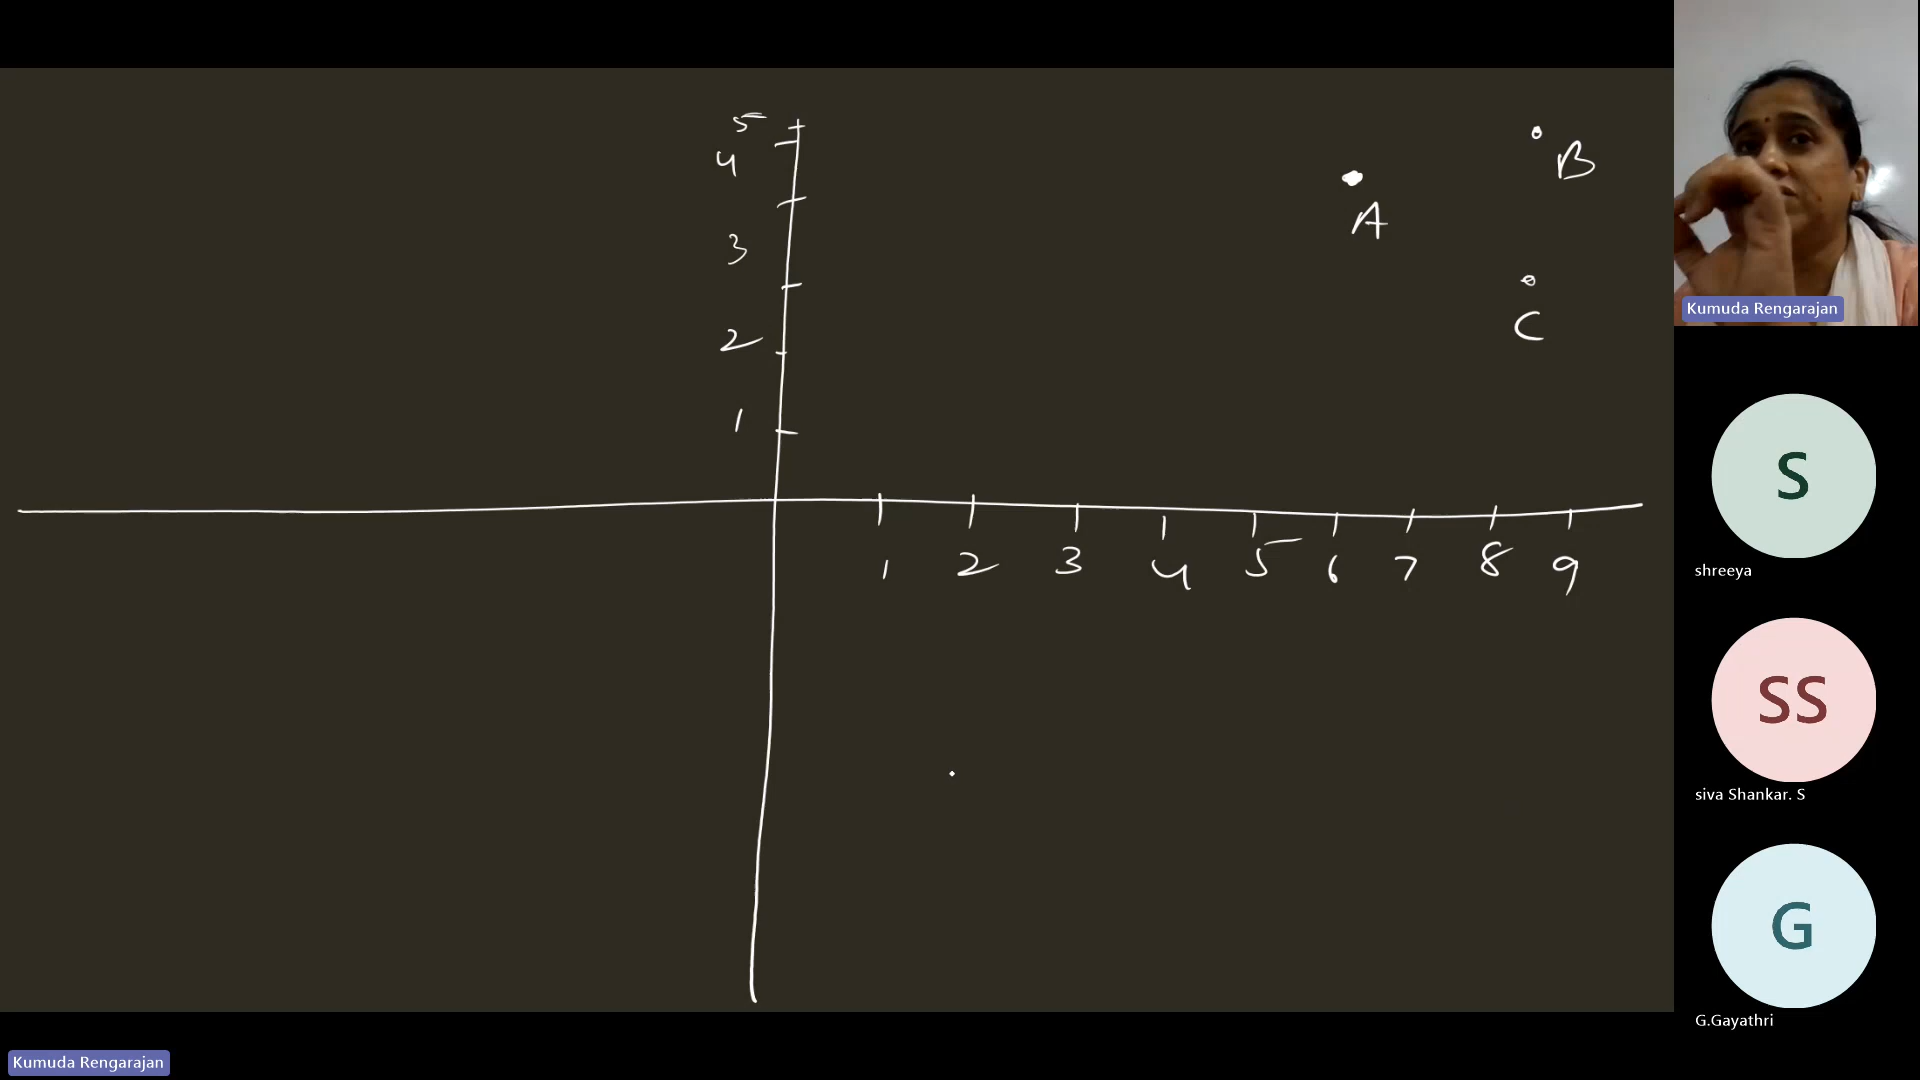 5
4
B
A
3
C
2
1
1 2 3 4 5 6 7 8 9
Kumuda Rengarajan
S
shreeya
SS
siva Shankar. S
G
G.Gayathri
Kumuda Rengarajan